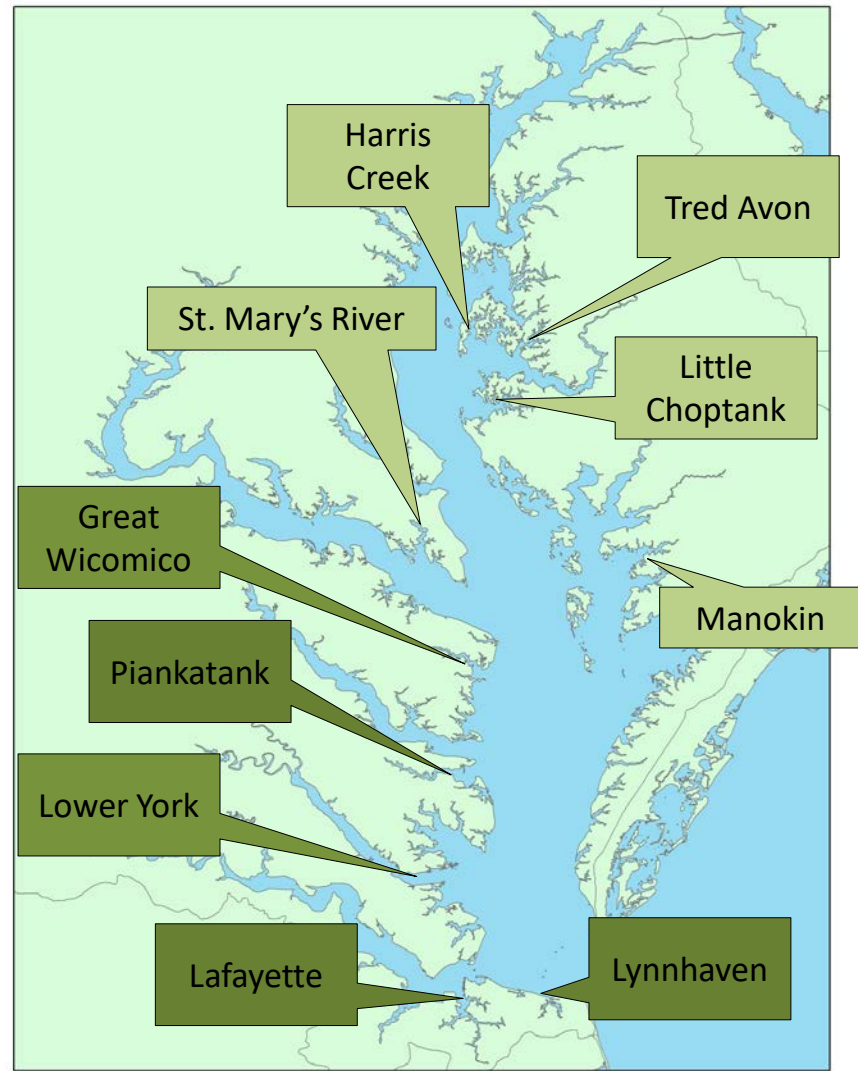 Harris
Creek
Tred Avon
St. Mary’s River
Little
Choptank
Great
Wicomico
Manokin
Piankatank
Lower York
Lafayette
Lynnhaven